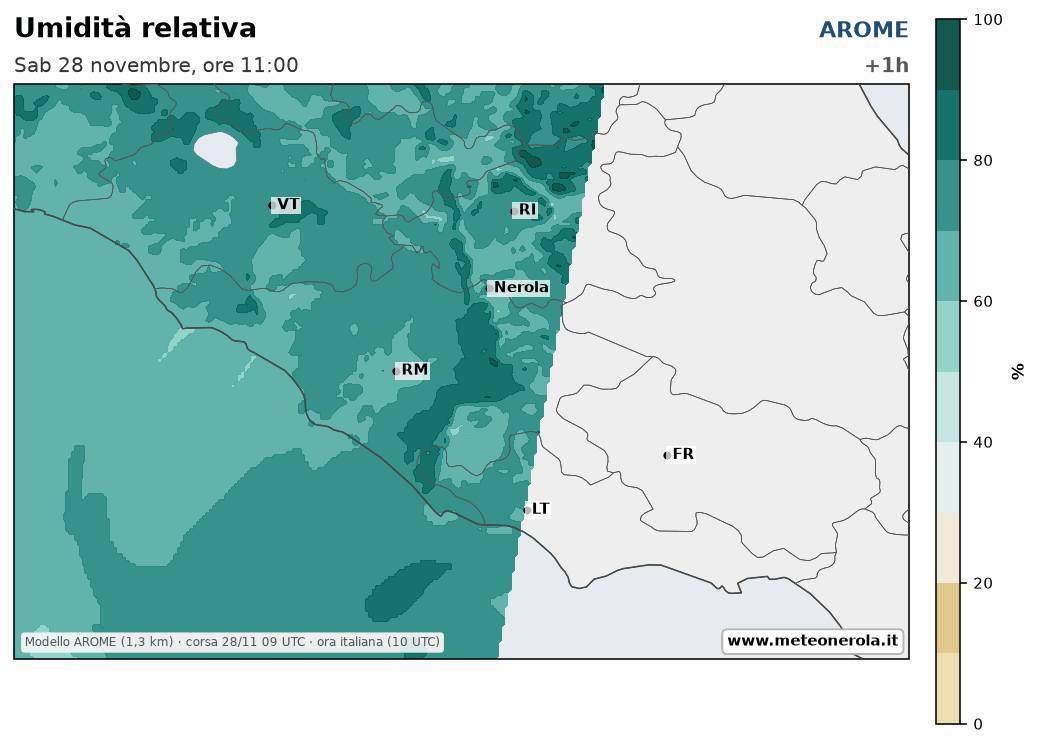 Umidità relativa
AROME
Sab 28 novembre, ore 11:00
+1h
VT
RI
Nerola
RM
FR
LT
Modello AROME (1,3 km) · corsa 28/11 09 UTC · ora italiana (10 UTC)
www.meteonerola.it
100
80
60
40
20
0
%